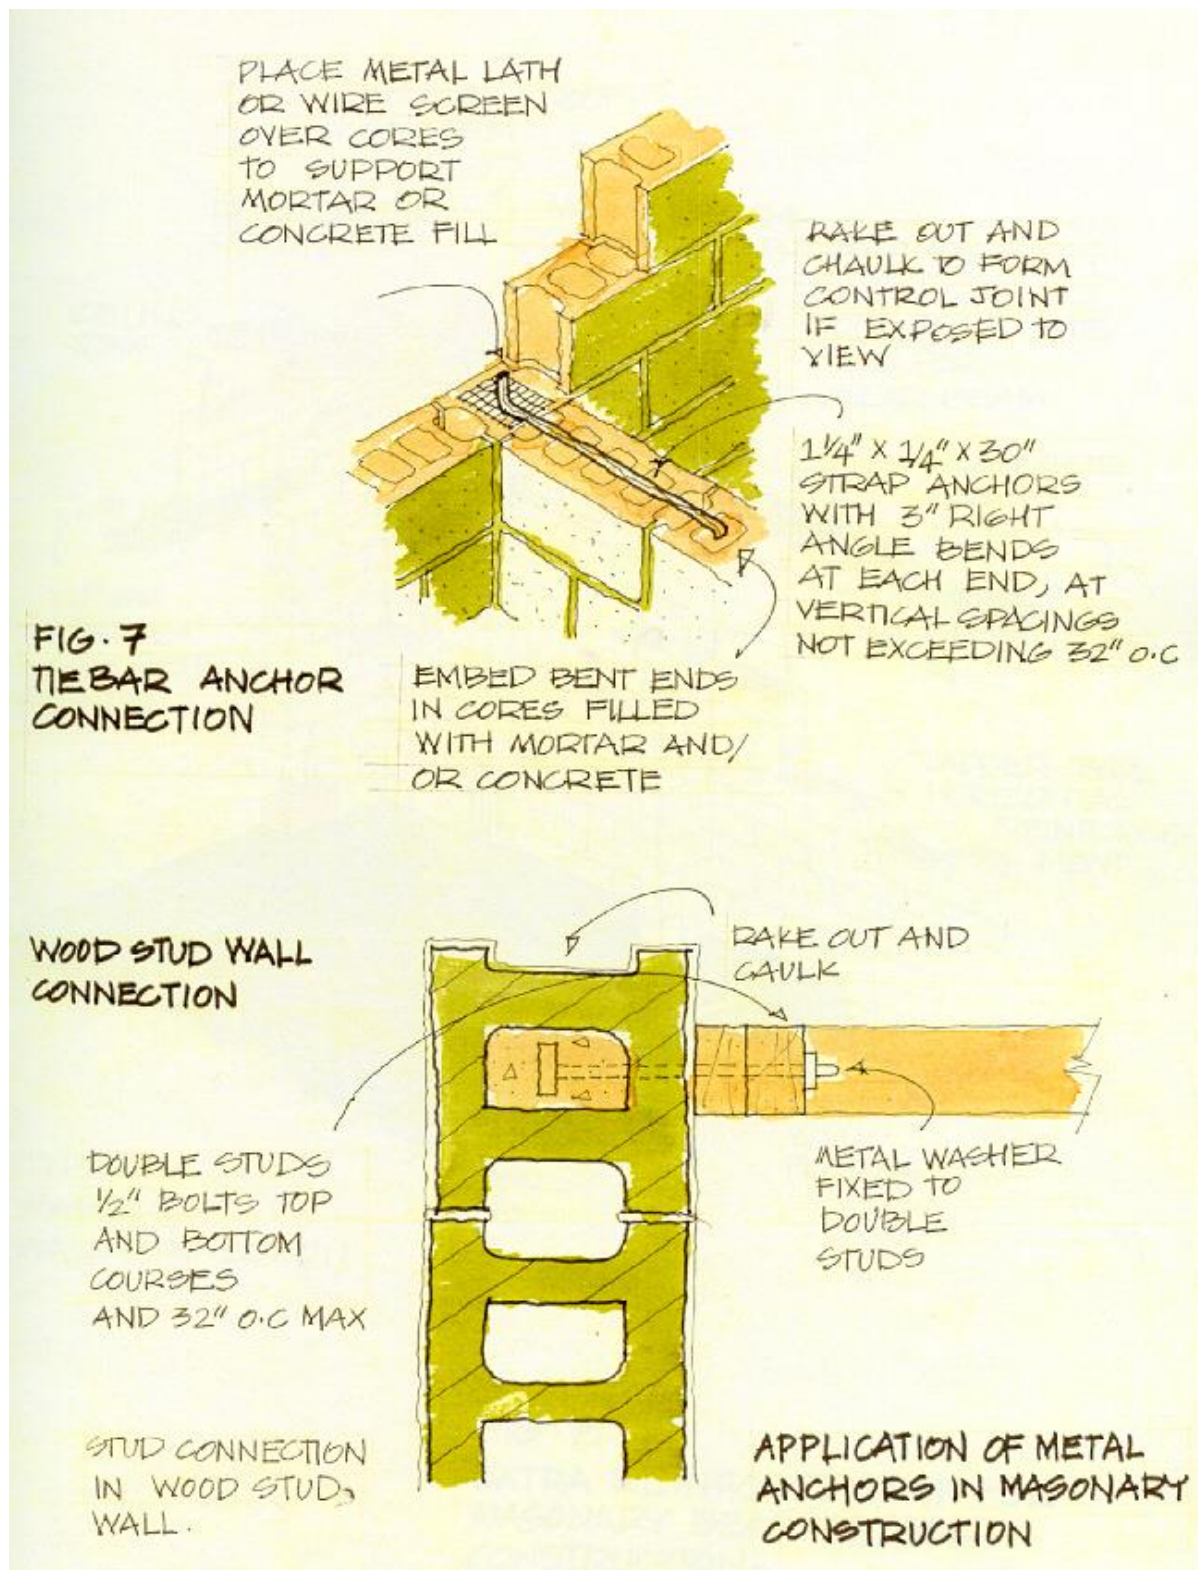 PLACE METAL LATH
OR WIRE SCREEN
OVER CORES
TO SUPPORT
MORTAR OR
CONCRETE FILL
RAKE OUT AND
CHAULK TO FORM
CONTROL JOINT
IF EXPOSED TO
VIEW
1 1/4" X 1/4" X 30"
STRAP ANCHORS
WITH 3" RIGHT
ANGLE BENDS
AT EACH END, AT
VERTICAL SPACINGS
NOT EXCEEDING 32" O.C
FIG. 7
TIEBAR ANCHOR
CONNECTION
EMBED BENT ENDS
IN CORES FILLED
WITH MORTAR AND/
OR CONCRETE
WOOD STUD WALL
CONNECTION
RAKE OUT AND
CAULK
DOUBLE STUDS
1/2" BOLTS TOP
AND BOTTOM
COURSES
AND 32" O.C MAX
METAL WASHER
FIXED TO
DOUBLE
STUDS
STUD CONNECTION
IN WOOD STUD,
WALL.
APPLICATION OF METAL
ANCHORS IN MASONARY
CONSTRUCTION